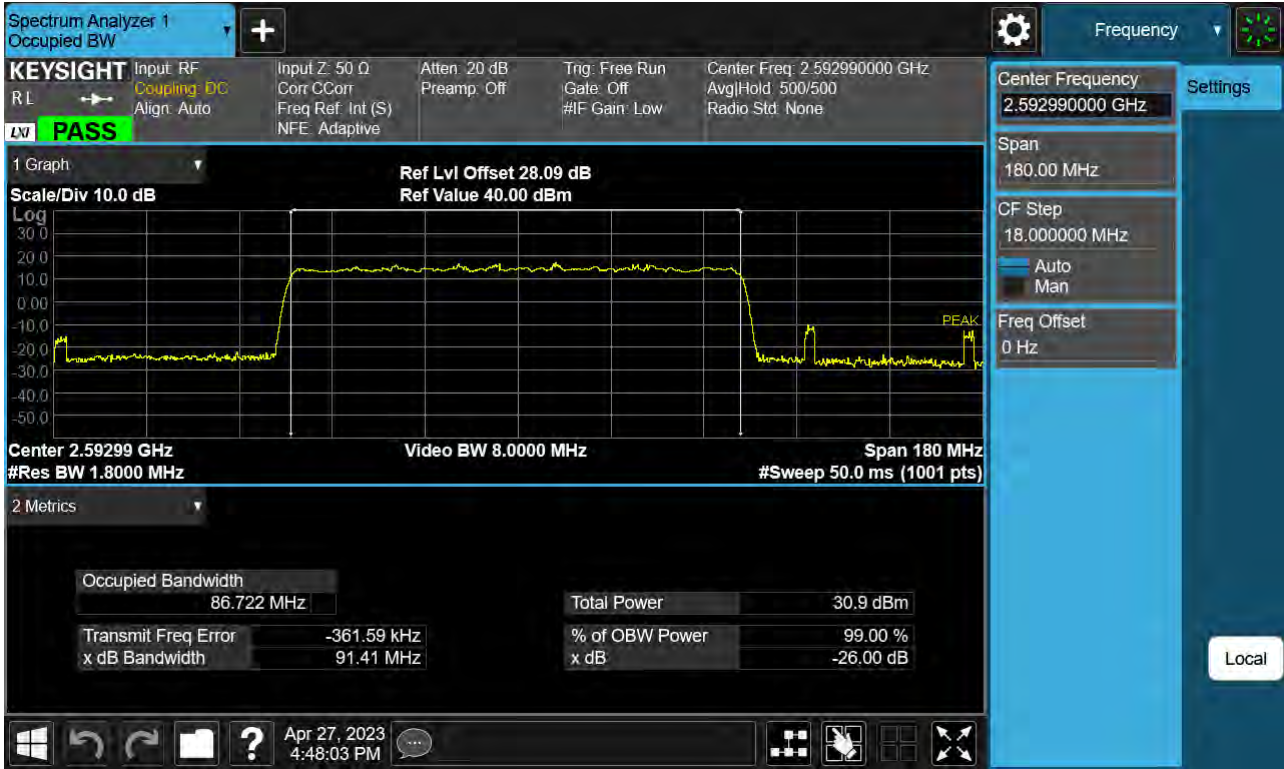 Spectrum Analyzer 1
Occupied BW
Frequency
KEYSIGHT
R L
LXI
PASS
Input: RF
Coupling: DC
Align: Auto
Input Z: 50 Ω
Corr CCorr
Freq Ref: Int (S)
NFE: Adaptive
Atten: 20 dB
Preamp: Off
Trig: Free Run
Gate: Off
#IF Gain: Low
Center Freq: 2.592990000 GHz
Avg|Hold: 500/500
Radio Std: None
Center Frequency
2.592990000 GHz
Settings
Span
180.00 MHz
CF Step
18.000000 MHz
Auto
Man
Freq Offset
0 Hz
Local
1 Graph
Scale/Div 10.0 dB
Ref Lvl Offset 28.09 dB
Ref Value 40.00 dBm
Log
30.0
20.0
10.0
0.00
-10.0
-20.0
-30.0
-40.0
-50.0
PEAK
Center 2.59299 GHz
#Res BW 1.8000 MHz
Video BW 8.0000 MHz
Span 180 MHz
#Sweep 50.0 ms (1001 pts)
2 Metrics
Occupied Bandwidth
86.722 MHz
Transmit Freq Error -361.59 kHz
x dB Bandwidth 91.41 MHz
Total Power 30.9 dBm
% of OBW Power 99.00 %
x dB -26.00 dB
?
Apr 27, 2023
4:48:03 PM